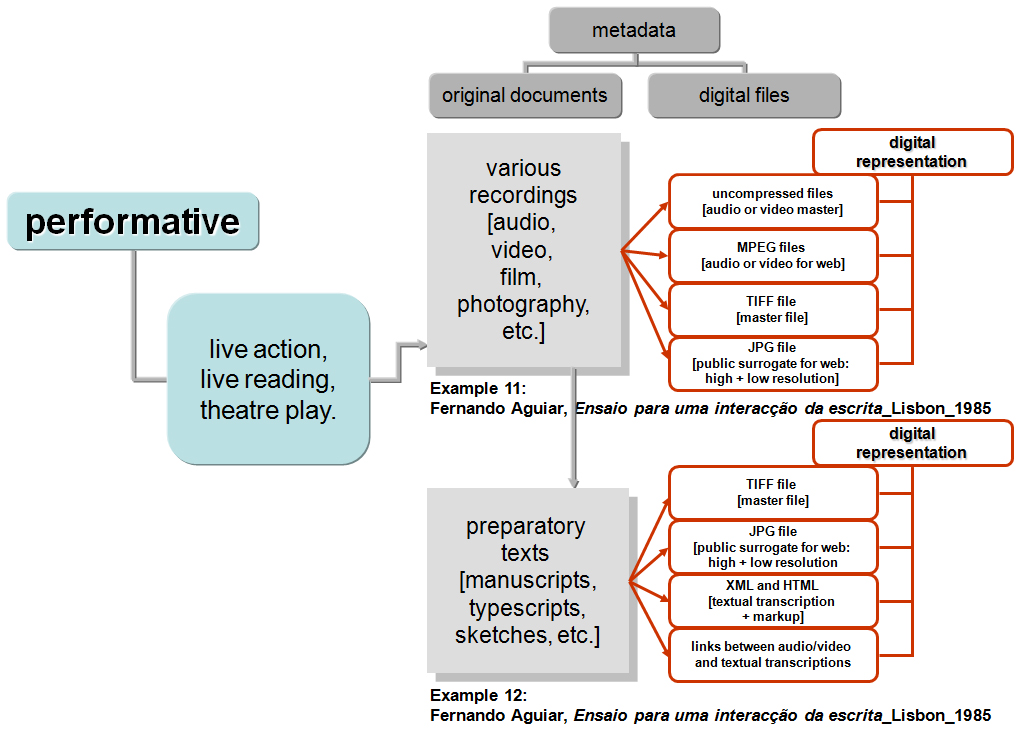 metadata
original documents
digital files
performative
live action,
live reading,
theatre play.
various
recordings
[audio,
video,
film,
photography,
etc.]
digital
representation
uncompressed files
[audio or video master]
MPEG files
[audio or video for web]
TIFF file
[master file]
JPG file
[public surrogate for web:
high + low resolution]
Example 11:
Fernando Aguiar, Ensaio para uma interacção da escrita_Lisbon_1985
preparatory
texts
[manuscripts,
typescripts,
sketches, etc.]
digital
representation
TIFF file
[master file]
JPG file
[public surrogate for web:
high + low resolution
XML and HTML
[textual transcription
+ markup]
links between audio/video
and textual transcriptions
Example 12:
Fernando Aguiar, Ensaio para uma interacção da escrita_Lisbon_1985